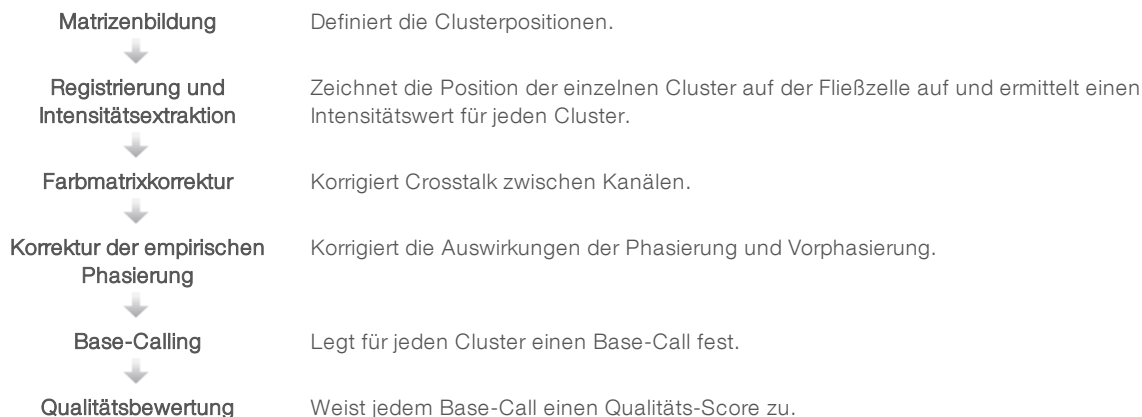 Matrizenbildung
Definiert die Clusterpositionen.
Registrierung und
Intensitätsextraktion
Zeichnet die Position der einzelnen Cluster auf der Fließzelle auf und ermittelt einen
Intensitätswert für jeden Cluster.
Farbmatrixkorrektur
Korrigiert Crosstalk zwischen Kanälen.
Korrektur der empirischen
Phasierung
Korrigiert die Auswirkungen der Phasierung und Vorphasierung.
Base-Calling
Legt für jeden Cluster einen Base-Call fest.
Qualitätsbewertung
Weist jedem Base-Call einen Qualitäts-Score zu.